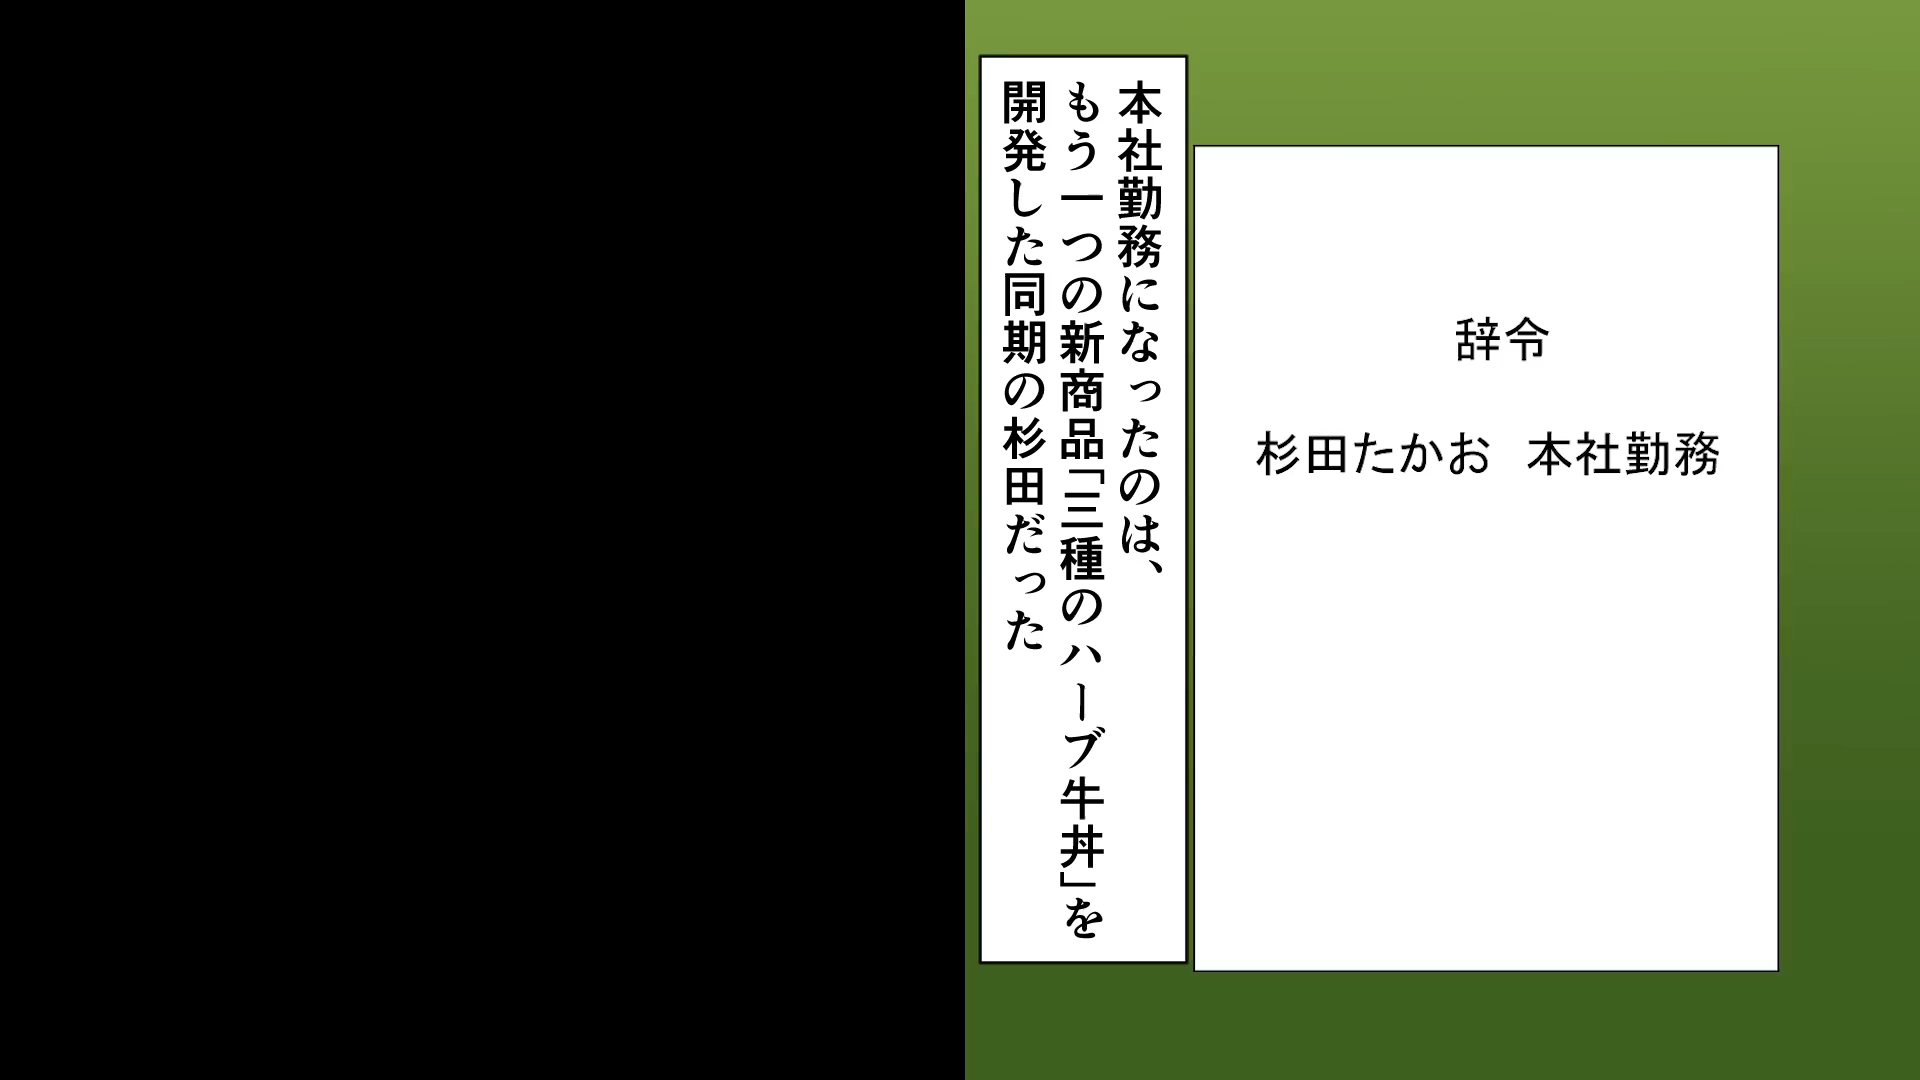 辞令
杉田たかお　本社勤務
本社勤務になったのは、
もう一つの新商品「三種のハーブ牛丼」を
開発した同期の杉田だった